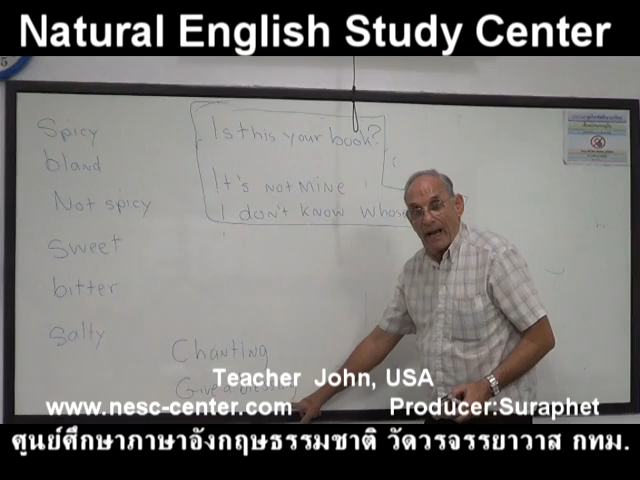 Natural English Study Center
Spicy
bland
Not spicy
Sweet
bitter
Salty
Is this your book?
It's not mine
I don't know whose
Chanting
Give a
Teacher John, USA
www.nesc-center.com
Producer:Suraphet
ศูนย์ศึกษาภาษาอังกฤษธรรมชาติ วัดวรจรรยาวาส กทม.